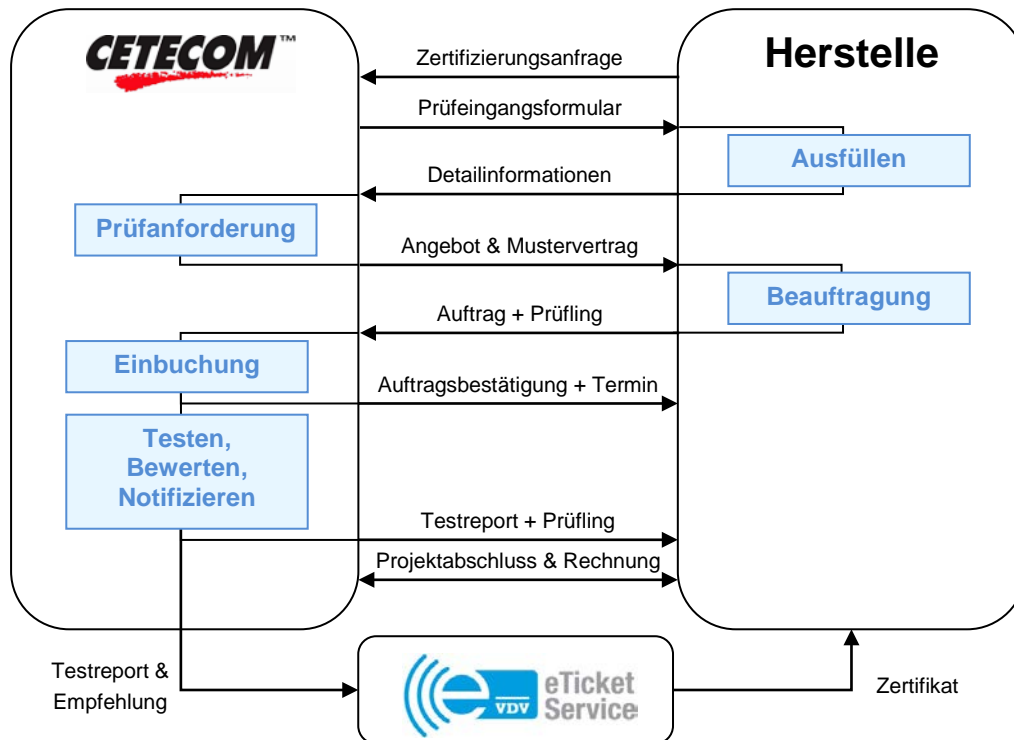 CETECOM™
Herstelle
Zertifizierungsanfrage
Prüfeingangsformular
Ausfüllen
Detailinformationen
Prüfanforderung
Angebot & Mustervertrag
Beauftragung
Auftrag + Prüfling
Einbuchung
Auftragsbestätigung + Termin
Testen,
Bewerten,
Notifizieren
Testreport + Prüfling
Projektabschluss & Rechnung
Testreport &
Empfehlung
e
VDV
eTicket
Service
Zertifikat